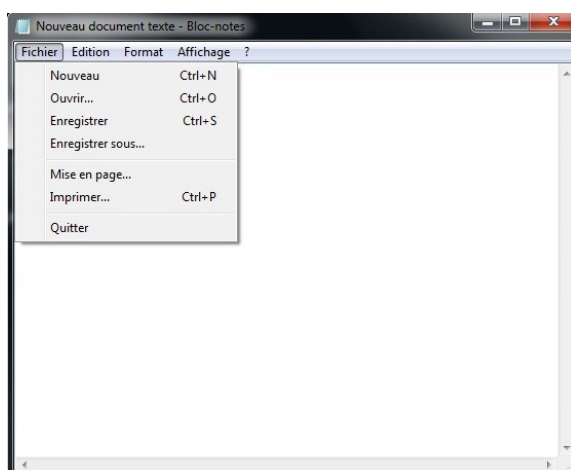 Nouveau document texte - Bloc-notes
Fichier Edition Format Affichage ?
Nouveau Ctrl+N
Ouvrir... Ctrl+O
Enregistrer Ctrl+S
Enregistrer sous...
Mise en page...
Imprimer... Ctrl+P
Quitter